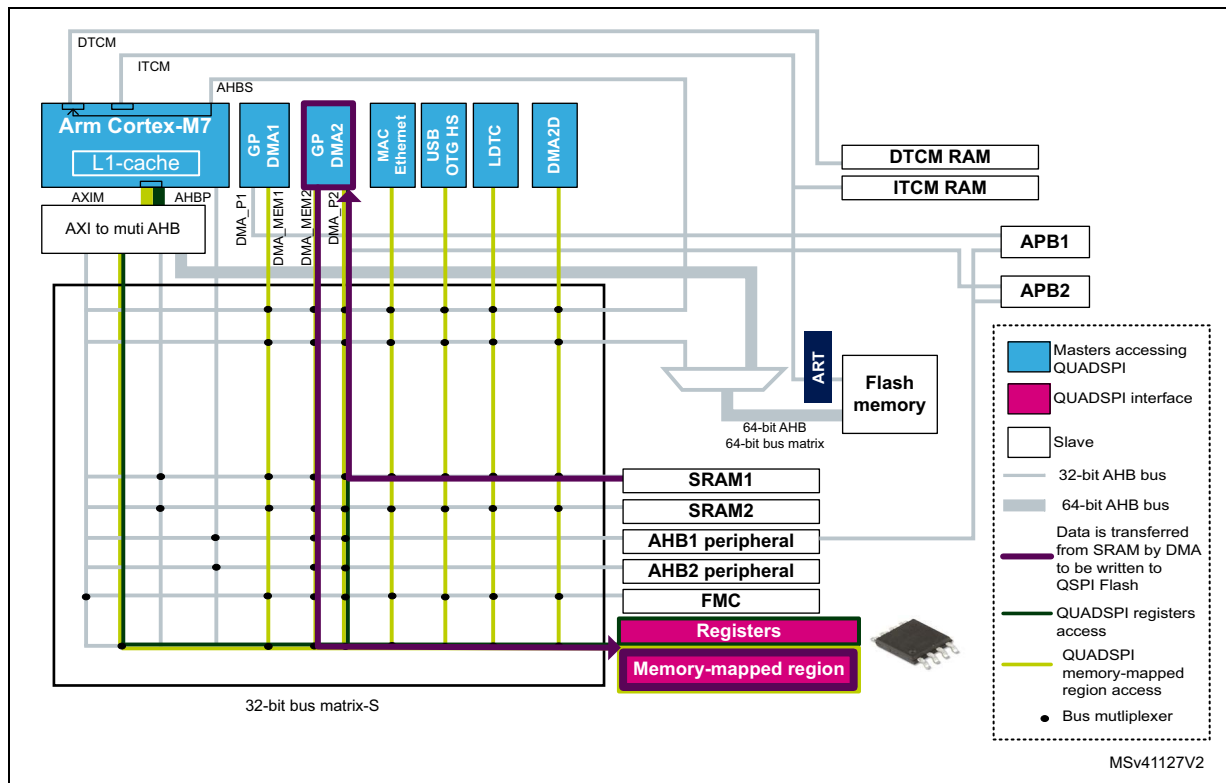 DTCM
ITCM
AHBS
Arm Cortex-M7
L1-cache
GP
DMA1
GP
DMA2
MAC
Ethernet
USB
OTG HS
LDTC
DMA2D
DTCM RAM
ITCM RAM
AXIM
AHBP
DMA_P1
DMA_MEM1
DMA_MEM2
DMA_P2
AXI to muti AHB
APB1
APB2
ART
Flash
memory
64-bit AHB
64-bit bus matrix
SRAM1
SRAM2
AHB1 peripheral
AHB2 peripheral
FMC
Registers
Memory-mapped region
32-bit bus matrix-S
Masters accessing
QUADSPI
QUADSPI interface
Slave
32-bit AHB bus
64-bit AHB bus
Data is transferred
from SRAM by DMA
to be written to
QSPI Flash
QUADSPI registers
access
QUADSPI
memory-mapped
region access
Bus mutliplexer
MSv41127V2